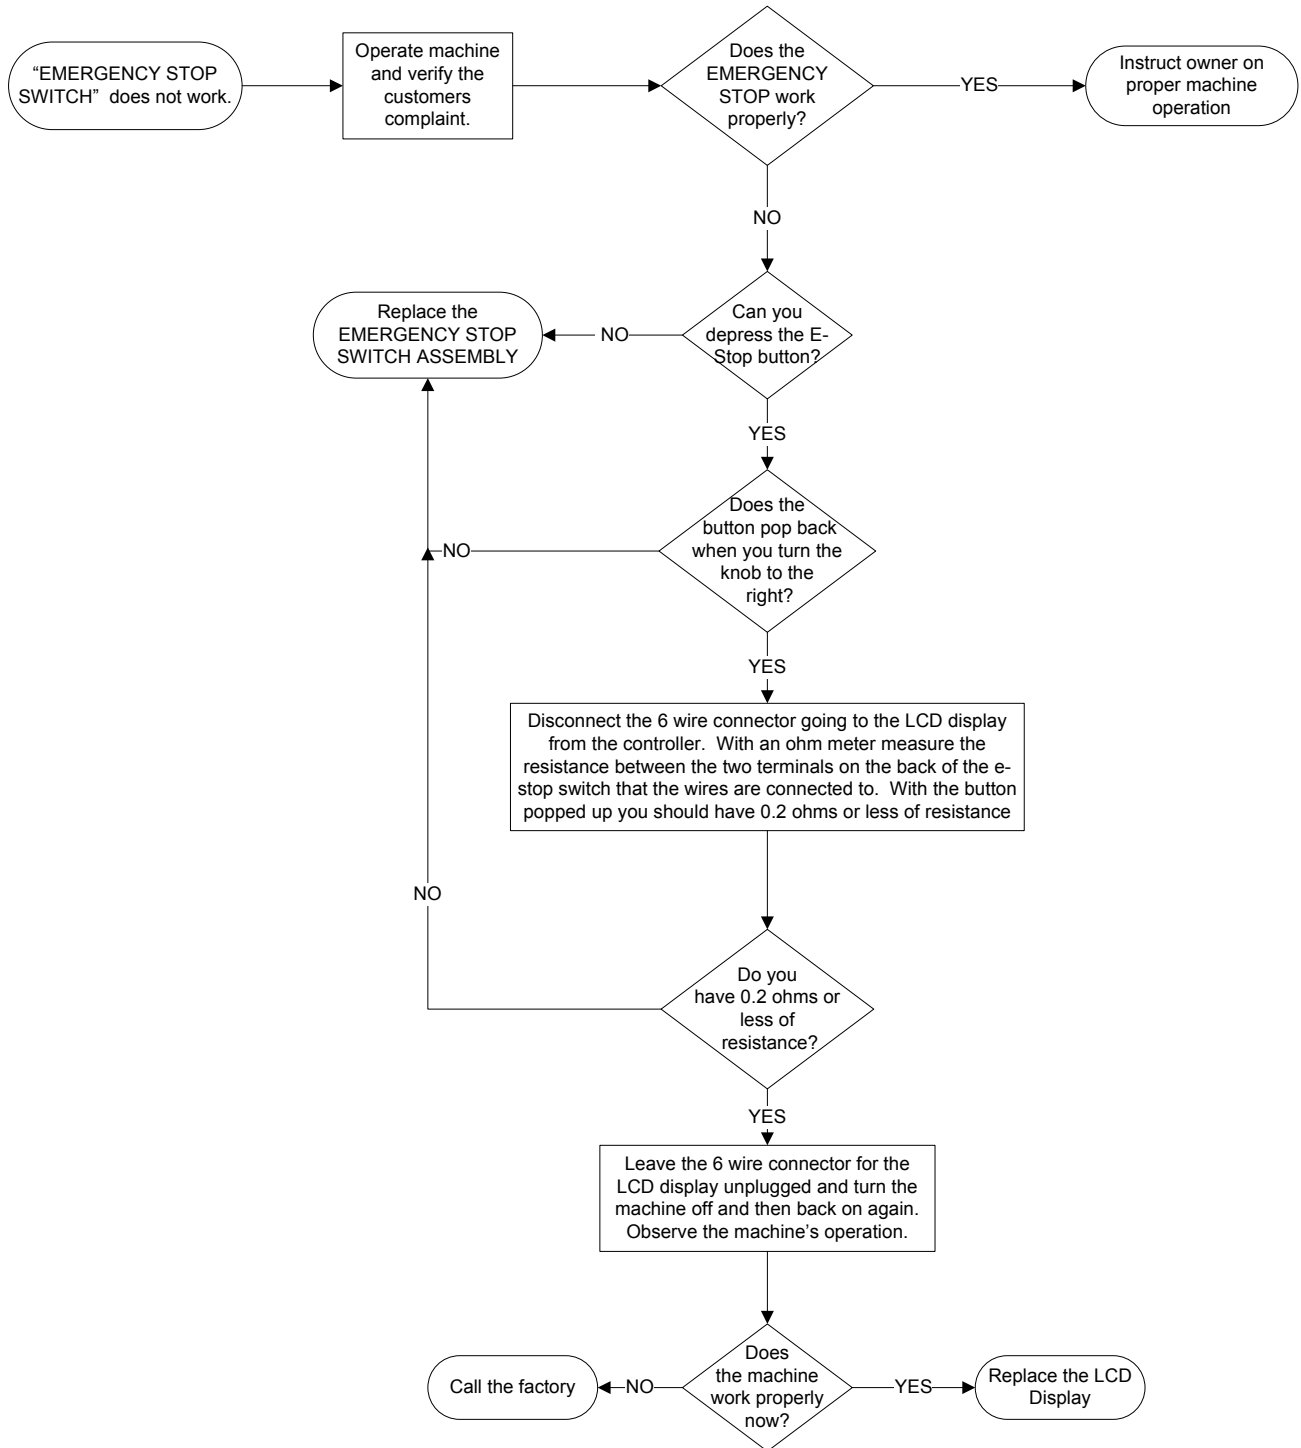 “EMERGENCY STOP
SWITCH” does not work.
Operate machine
and verify the
customers
complaint.
Does the
EMERGENCY
STOP work
properly?
YES
Instruct owner on
proper machine
operation
NO
Can you
depress the E-
Stop button?
NO
Replace the
EMERGENCY STOP
SWITCH ASSEMBLY
YES
Does the
button pop back
when you turn the
knob to the
right?
NO
YES
Disconnect the 6 wire connector going to the LCD display
from the controller. With an ohm meter measure the
resistance between the two terminals on the back of the e-
stop switch that the wires are connected to. With the button
popped up you should have 0.2 ohms or less of resistance
NO
Do you
have 0.2 ohms or
less of
resistance?
YES
Leave the 6 wire connector for the
LCD display unplugged and turn the
machine off and then back on again.
Observe the machine’s operation.
Does
the machine
work properly
now?
NO
Call the factory
YES
Replace the LCD
Display